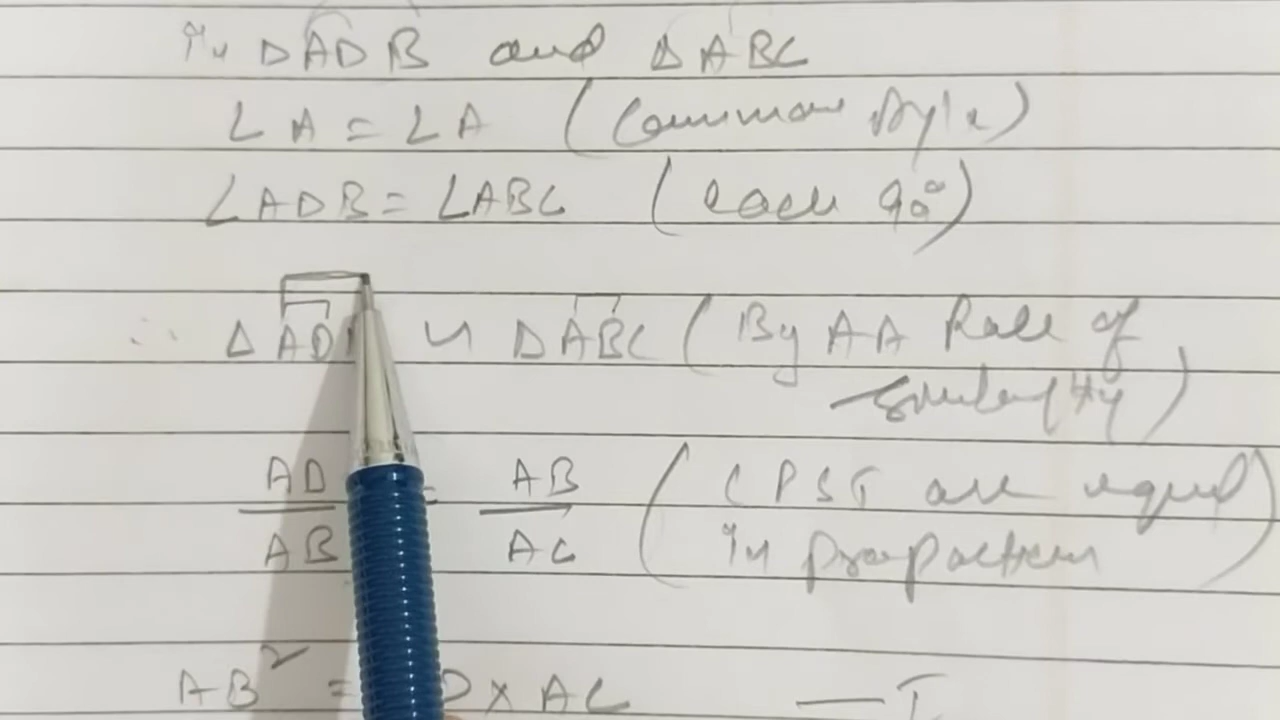 In ΔADB and ΔABC
∠A = ∠A (Common Angle)
∠ADB = ∠ABC (each 90°)
∴ ΔAD ~ ΔABC (By AA Rule of
Similarity)
AD/AB = AB/AC (CPST are equal
in proportion
AB² = D × AC — I